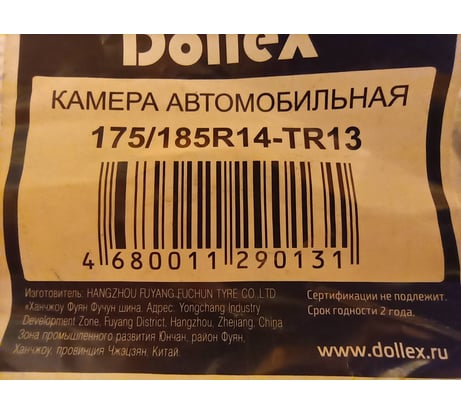 Dollex
КАМЕРА АВТОМОБИЛЬНАЯ
175/185R14-TR13
4 680011 290131
Изготовитель: HANGZHOU FUYANG FUCHUN TYRE CO.,LTD
«Ханчжоу Фуян Фучун шина. Адрес: Yongchang Industry
Development Zone, Fuyang District, Hangzhou, Zhejiang, China
Зона промышленного развития Юнчан, район Фуян,
Ханчжоу, провинция Чжэцзян, Китай.
Сертификации не подлежит.
Срок годности 2 года.
www.dollex.ru